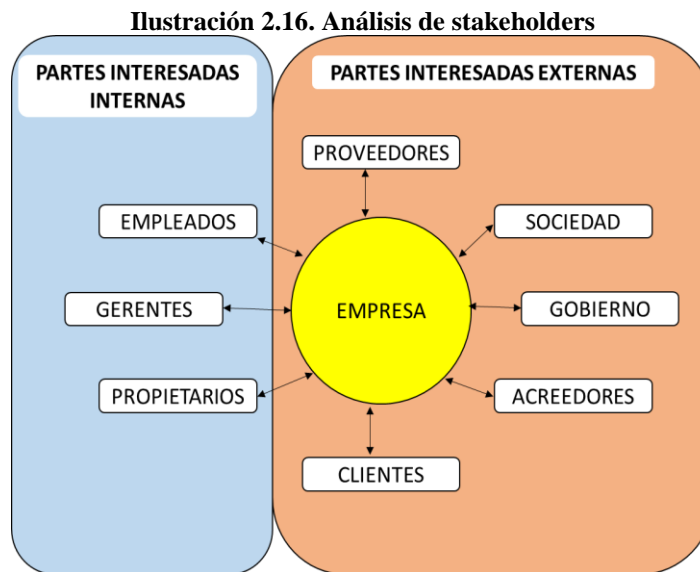 Ilustración 2.16. Análisis de stakeholders
PARTES INTERESADAS
INTERNAS
PARTES INTERESADAS EXTERNAS
PROVEEDORES
EMPLEADOS
SOCIEDAD
GERENTES
EMPRESA
GOBIERNO
PROPIETARIOS
ACREEDORES
CLIENTES